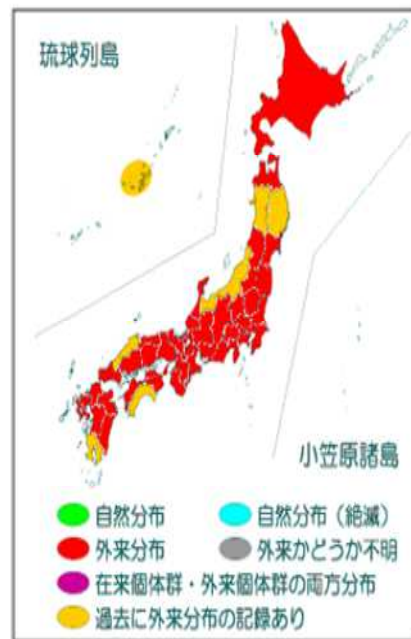 琉球列島
小笠原諸島
自然分布
自然分布（絶滅）
外来分布
外来かどうか不明
在来個体群・外来個体群の両方分布
過去に外来分布の記録あり